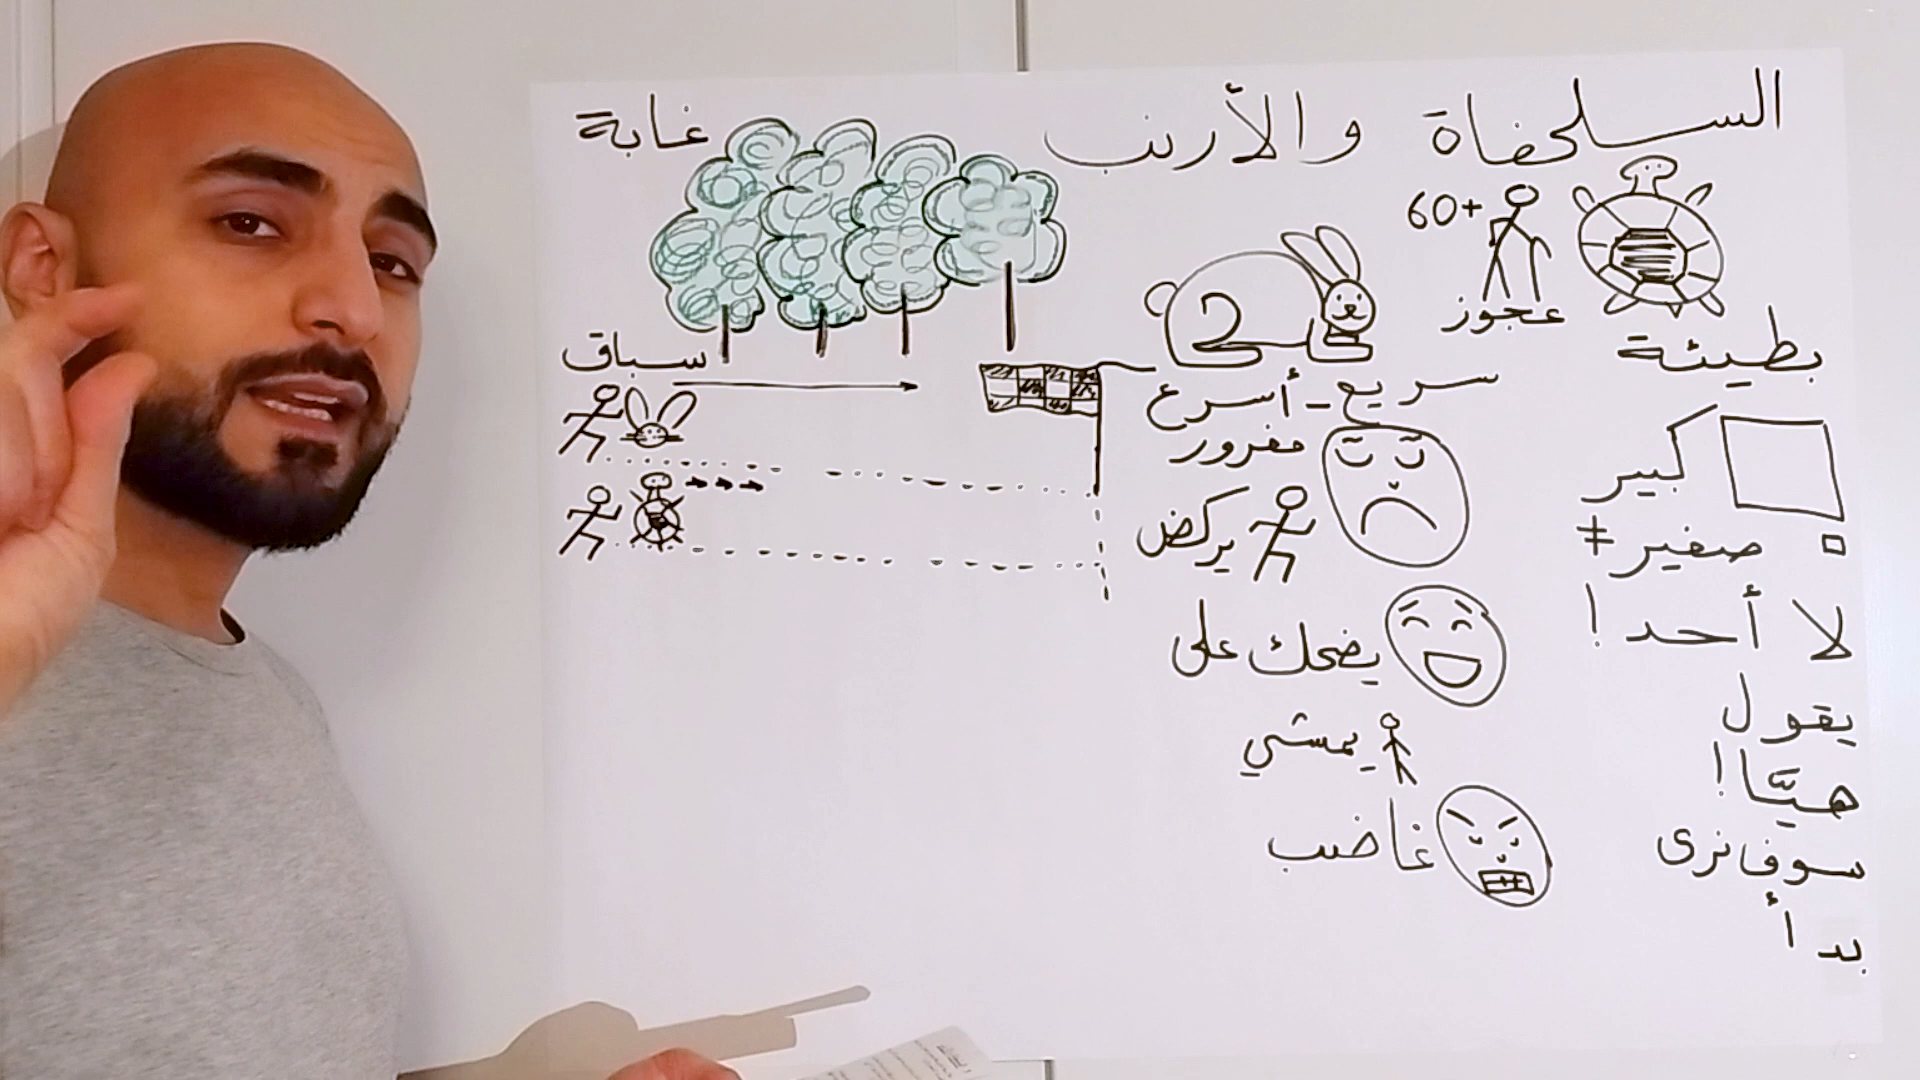 السلحفاة والأرنب
غابة
60+
عجوز
بطيئة
سباق
سريع - أسرع
مغرور
كبير
يركض
صغير ≠
لا أحد!
يضحك على
يقول
يمشي
هيّا!
غاضب
سوف نرى
بدأ